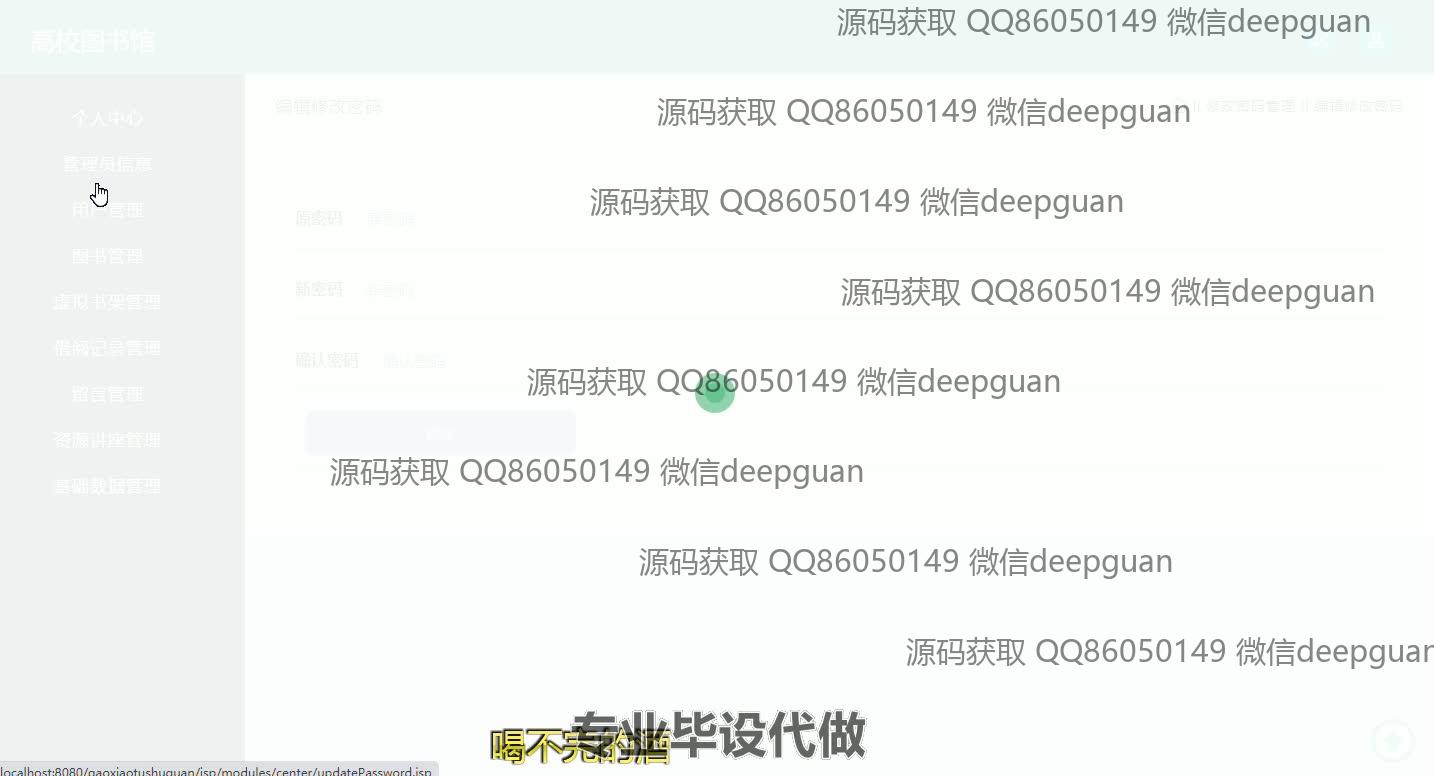 源码获取 QQ86050149 微信deepguan
高校图书馆
个人中心
编辑修改密码
源码获取 QQ86050149 微信deepguan
修改密码管理 // 编辑修改密码
管理员信息
用户管理
源码获取 QQ86050149 微信deepguan
原密码 原密码
图书管理
新密码 新密码
源码获取 QQ86050149 微信deepguan
虚拟书架管理
借阅记录管理
确认密码 确认密码
源码获取 QQ86050149 微信deepguan
留言管理
资源讲座管理
源码获取 QQ86050149 微信deepguan
基础数据管理
源码获取 QQ86050149 微信deepguan
源码获取 QQ86050149 微信deepguan
专业毕设代做
喝不完的酒
localhost:8080/gaoxiaotushuguan/jsp/modules/center/updatePassword.jsp